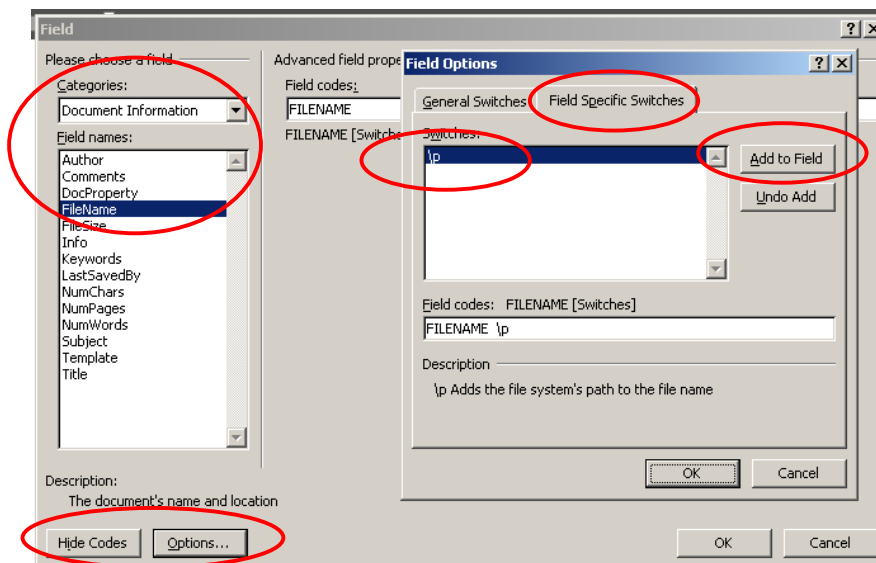 Field
Please choose a field
Categories:
Document Information
Field names:
Author
Comments
DocProperty
FileName
FileSize
Info
Keywords
LastSavedBy
NumChars
NumPages
NumWords
Subject
Template
Title
Description:
The document's name and location
Hide Codes
Options...
Advanced field prope
Field codes:
FILENAME
FILENAME [Switche
Field Options
General Switches
Field Specific Switches
Switches:
\p
Add to Field
Undo Add
Field codes: FILENAME [Switches]
FILENAME \p
Description
\p Adds the file system's path to the file name
OK
Cancel
OK
Cancel